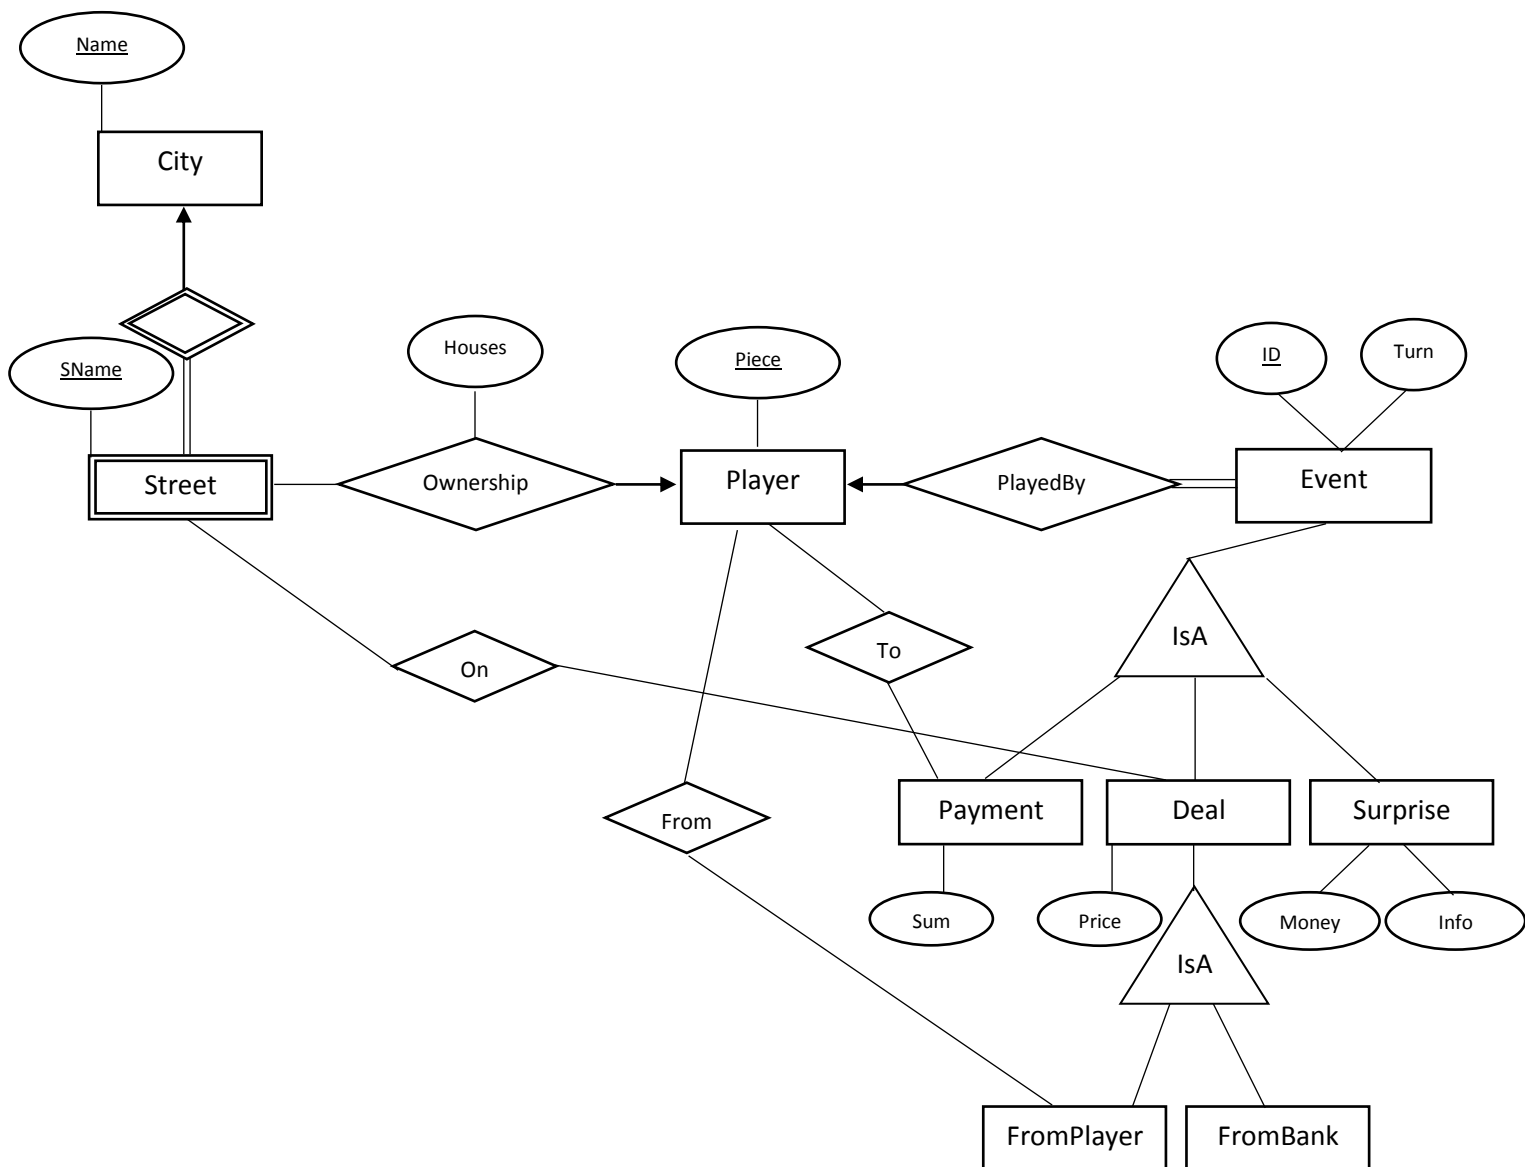 Name
City
SName
Houses
Piece
ID
Turn
Street
Ownership
Player
PlayedBy
Event
IsA
To
On
From
Payment
Deal
Surprise
Sum
Price
Money
Info
IsA
FromPlayer
FromBank